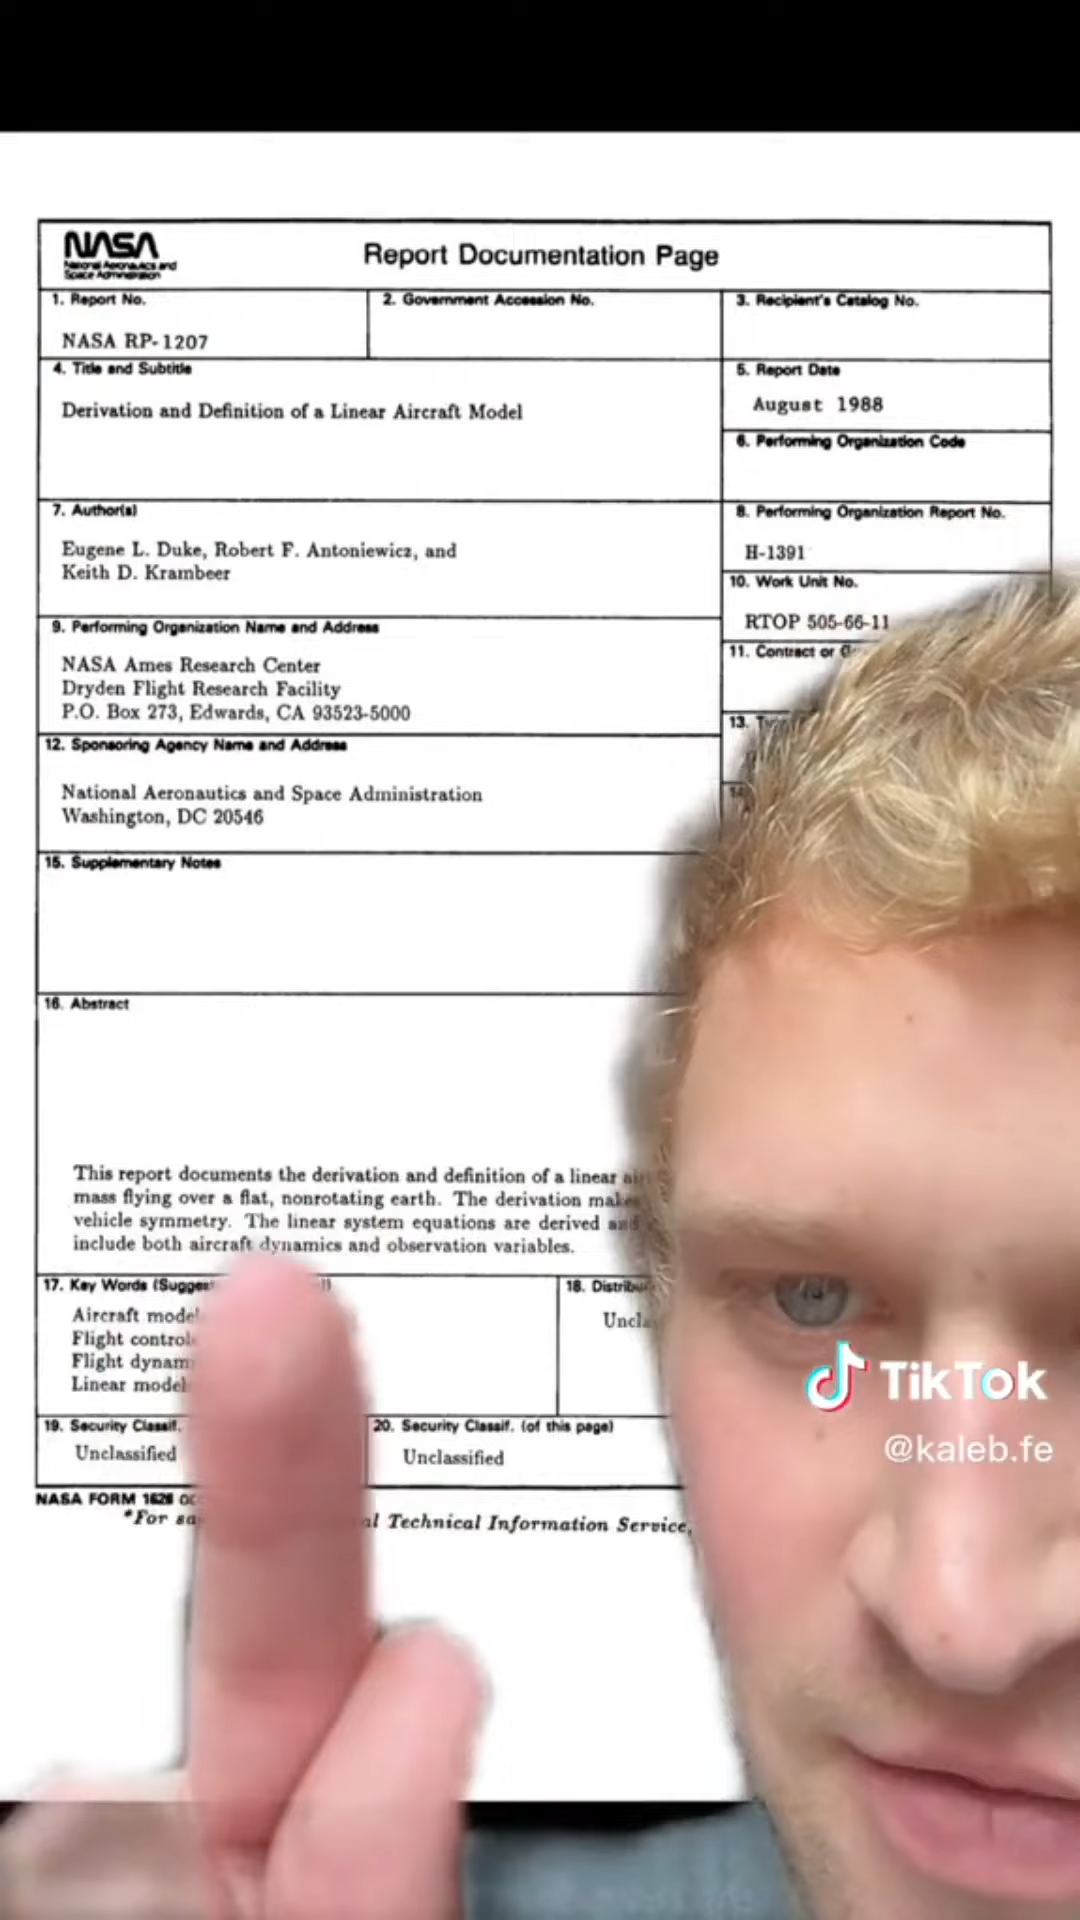 NASA
National Aeronautics and
Space Administration
Report Documentation Page
1. Report No.
NASA RP-1207
2. Government Accession No.
3. Recipient's Catalog No.
4. Title and Subtitle
Derivation and Definition of a Linear Aircraft Model
5. Report Date
August 1988
6. Performing Organization Code
7. Author(s)
Eugene L. Duke, Robert F. Antoniewicz, and
Keith D. Krambeer
8. Performing Organization Report No.
H-1391
10. Work Unit No.
RTOP 505-66-11
9. Performing Organization Name and Address
NASA Ames Research Center
Dryden Flight Research Facility
P.O. Box 273, Edwards, CA 93523-5000
11. Contract or
13.
12. Sponsoring Agency Name and Address
National Aeronautics and Space Administration
Washington, DC 20546
15. Supplementary Notes
16. Abstract
This report documents the derivation and definition of a linear
mass flying over a flat, nonrotating earth. The derivation
vehicle symmetry. The linear system equations are derived and
include both aircraft dynamics and observation variables.
17. Key Words
Aircraft
Flight
Flight
Linear
18.
19. Security Classif.
Unclassified
20. Security Classif. (of this page)
Unclassified
NASA FORM 1626
*For
Technical Information Service,
TikTok
@kaleb.fe